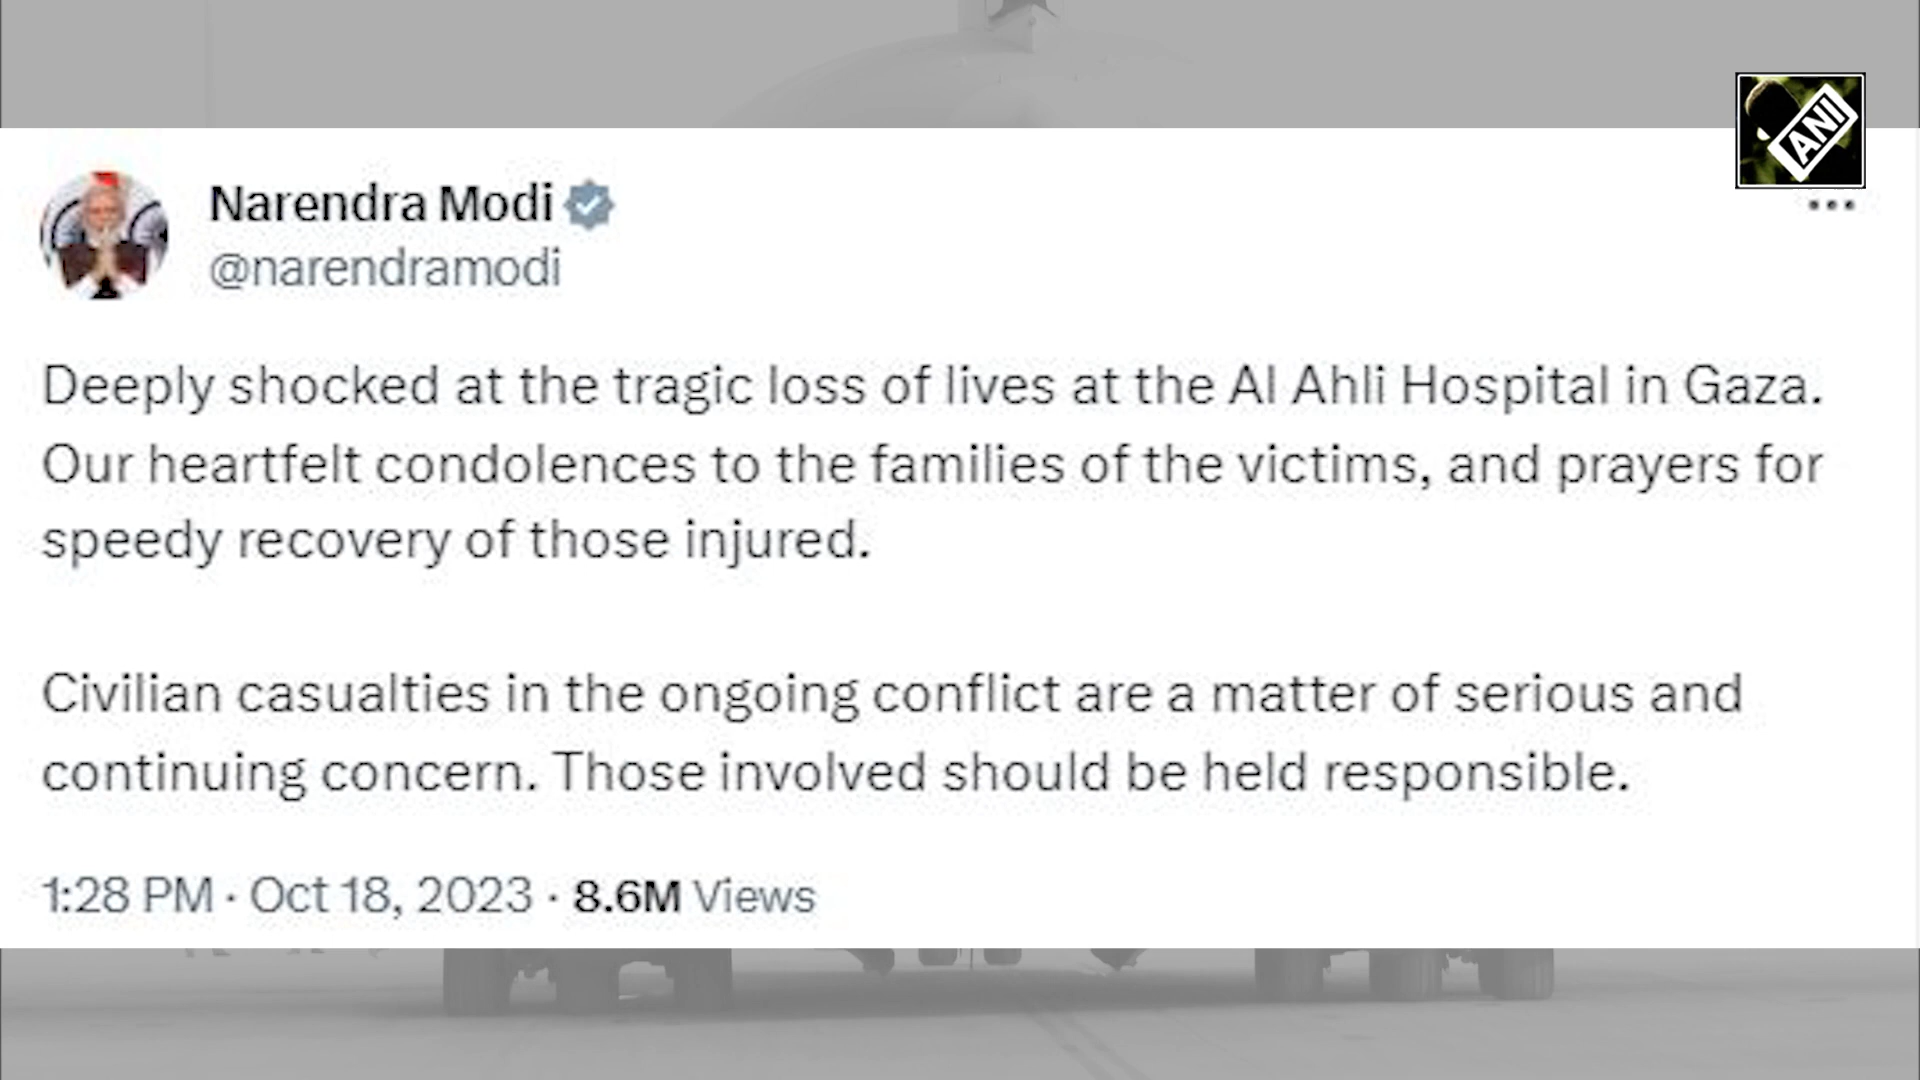 ANI
Narendra Modi
@narendramodi
Deeply shocked at the tragic loss of lives at the Al Ahli Hospital in Gaza.
Our heartfelt condolences to the families of the victims, and prayers for
speedy recovery of those injured.
Civilian casualties in the ongoing conflict are a matter of serious and
continuing concern. Those involved should be held responsible.
1:28 PM · Oct 18, 2023 · 8.6M Views